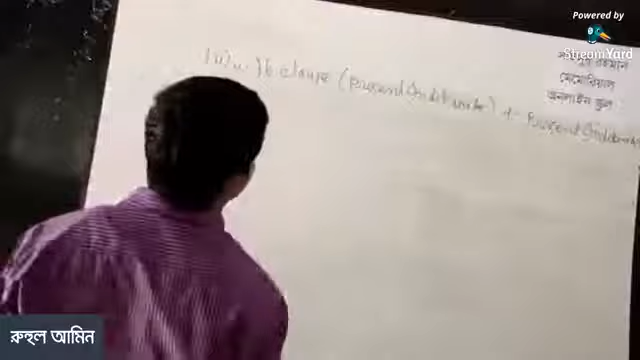 If clause (Present Indefinite) + Present Indefinite
Powered by
StreamYard
মেমোরিয়াল
অনলাইন স্কুল
রুহুল আমিন